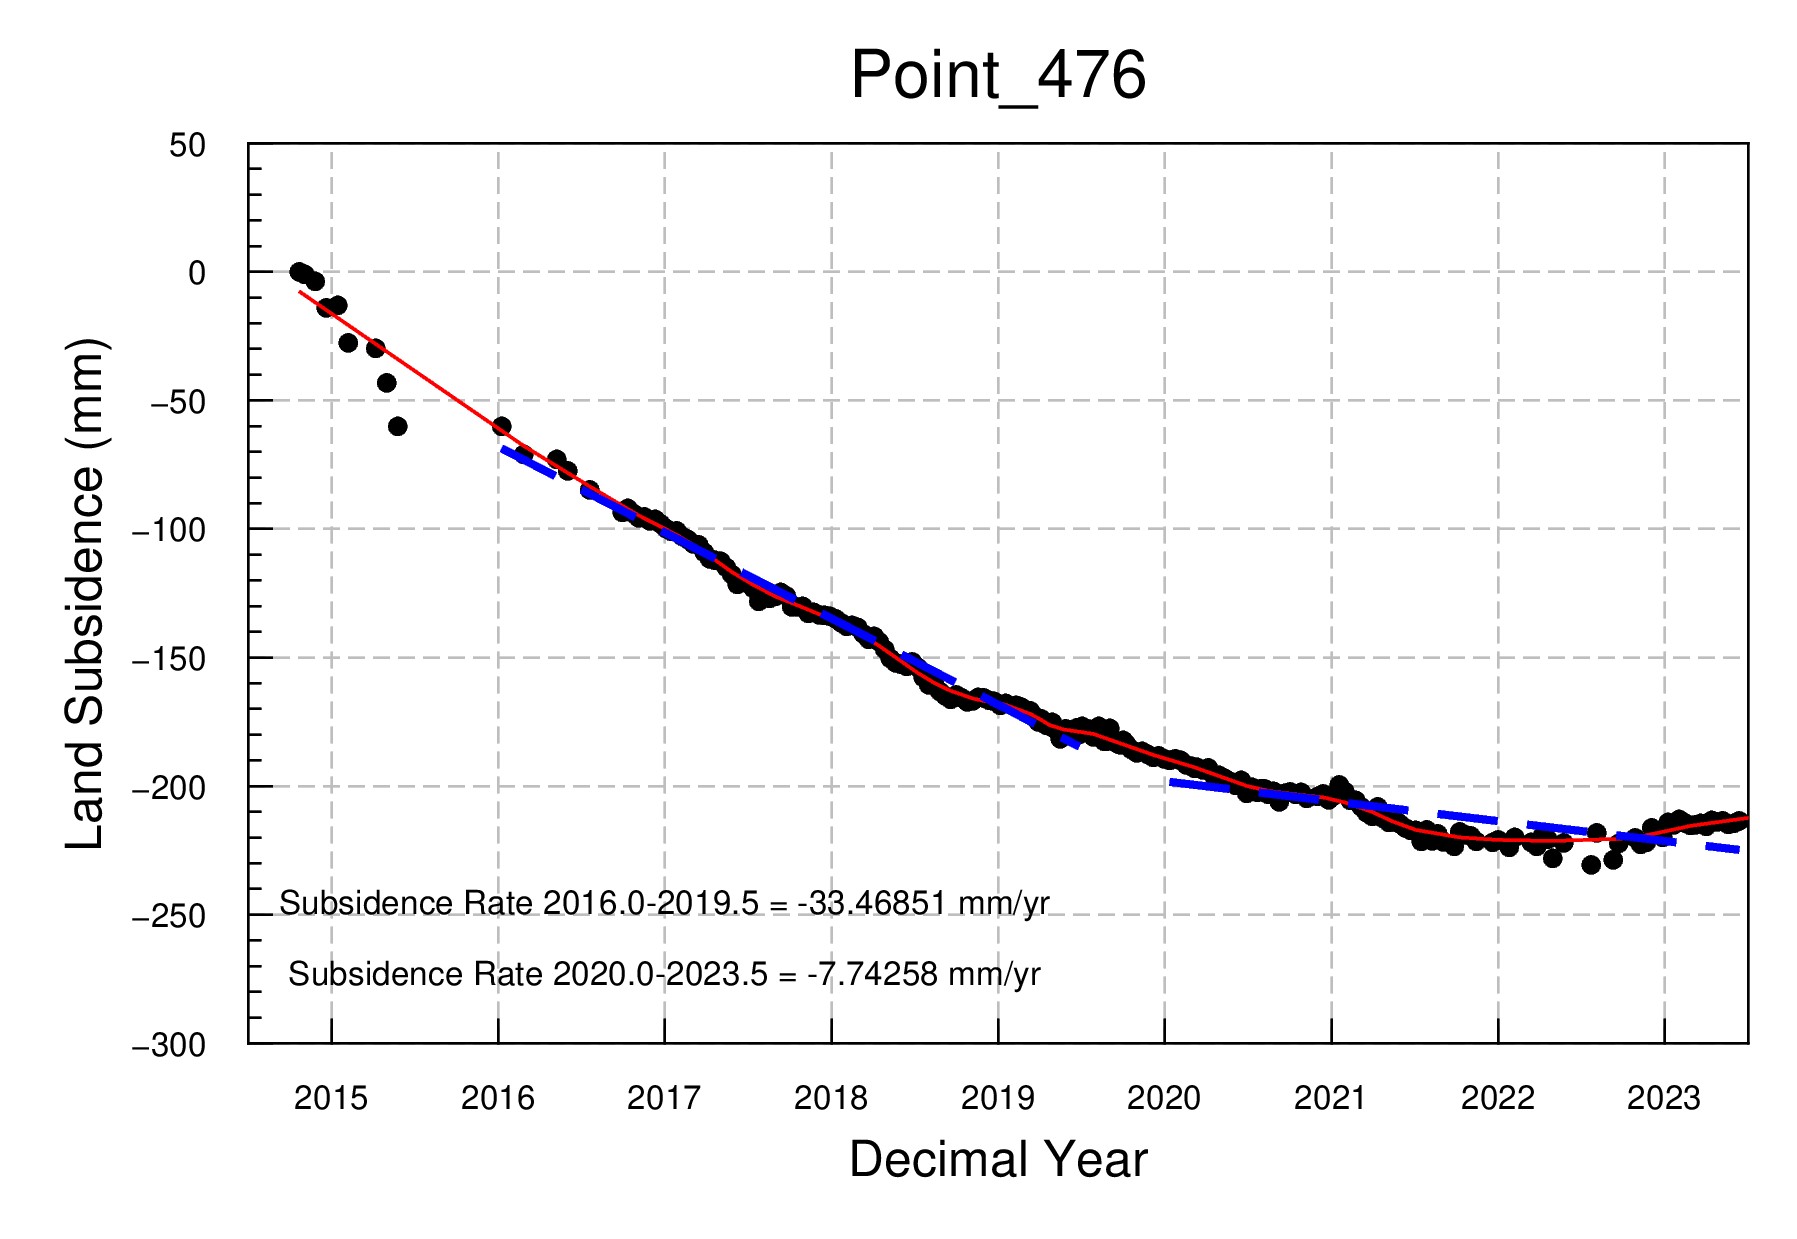 Point_476
50
0
−50
−100
−150
−200
−250
−300
Land Subsidence (mm)
Subsidence Rate 2016.0-2019.5 = -33.46851 mm/yr
Subsidence Rate 2020.0-2023.5 = -7.74258 mm/yr
2015 2016 2017 2018 2019 2020 2021 2022 2023
Decimal Year